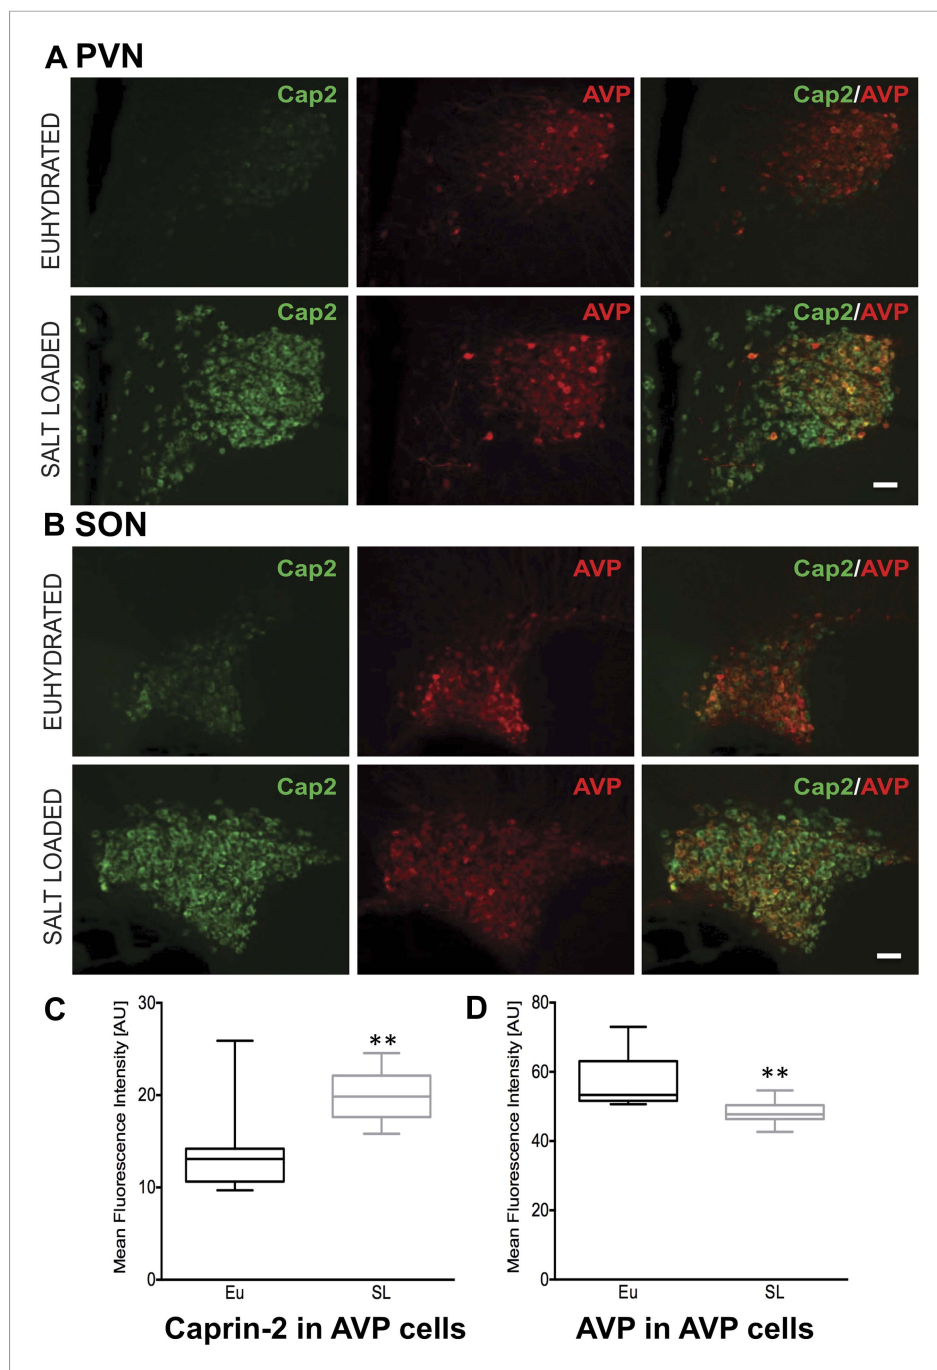 A PVN
EUHYDRATED
Cap2
AVP
Cap2/AVP
SALT LOADED
Cap2
AVP
Cap2/AVP
B SON
EUHYDRATED
Cap2
AVP
Cap2/AVP
SALT LOADED
Cap2
AVP
Cap2/AVP
C
Mean Fluorescence Intensity [AU]
30
20
10
0
**
Eu
SL
Caprin-2 in AVP cells
D
Mean Fluorescence Intensity [AU]
80
60
40
20
0
**
Eu
SL
AVP in AVP cells